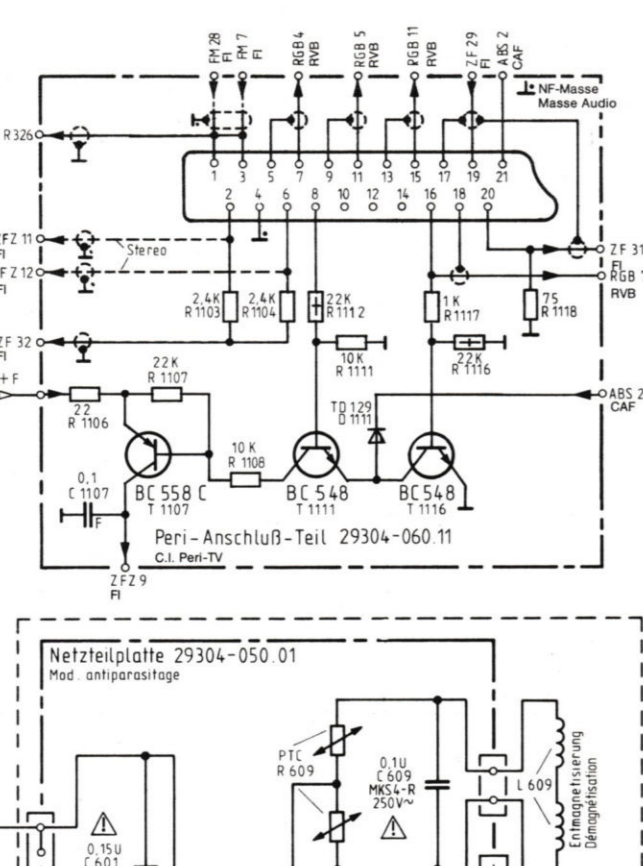 FM 28
FI
FM 7
FI
RGB 4
RVB
RGB 5
RVB
RGB 11
RVB
ZF 29
FI
ABS 2
CAF
NF-Masse
Masse Audio
R 326
1 3 5 7 9 11 13 15 17 19 21
2 4 6 8 10 12 14 16 18 20
FZ 11
FI
Stereo
F Z 12
FI
ZF 31
FI
RGB
RVB
2,4K
R 1103
2,4K
R 1104
22K
R 1112
1K
R 1117
75
R 1118
ZF 32
FI
10K
R 1111
22K
R 1116
+F
22K
R 1107
22
R 1106
TD 129
D 1111
ABS 2
CAF
10 K
R 1108
0,1
C 1107
F
BC 558 C
T 1107
BC 548
T 1111
BC 548
T 1116
Peri-Anschluß-Teil 29304-060.11
C.I. Peri-TV
ZFZ 9
FI
Netzteilplatte 29304-050.01
Mod. antiparasitage
PTC
R 609
0.1U
C 609
MKS4-R
250V~
L 609
Entmagnetisierung
Démagnétisation
0,15U
C 601